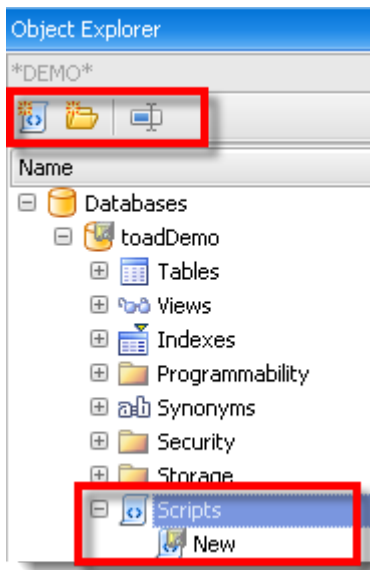 Object Explorer
*DEMO*
Name
Databases
toadDemo
Tables
Views
Indexes
Programmability
Synonyms
Security
Storage
Scripts
New